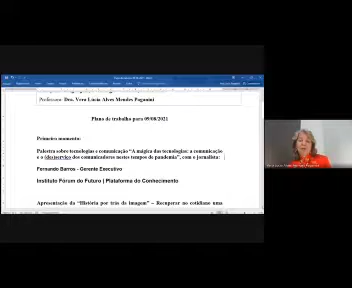 Professora: Dra. Vera Lúcia Alves Mendes Paganini
Plano de trabalho para 09/08/2021
Primeiro momento:
Palestra sobre tecnologias e comunicação "A mágica das tecnologias: a comunicação
e o (des)serviço dos comunicadores nestes tempos de pandemia", com o jornalista:
Fernando Barros - Gerente Executivo
Instituto Fórum do Futuro | Plataforma do Conhecimento
Apresentação da "História por trás da imagem" – Recuperar no cotidiano uma